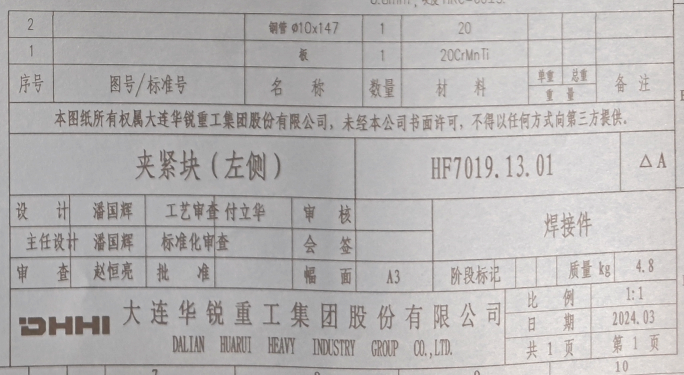 2 铜管 Φ10x147 1 20
1 板 1 20CrMnTi
序号 图号/标准号 名 称 数量 材 料 单重 总重 备 注
重 量
本图纸所有权属大连华锐重工集团股份有限公司，未经本公司书面许可，不得以任何方式向第三方提供.
夹紧块(左侧) HF7019.13.01 △A
设 计 潘国辉 工艺审查 付立华 审 核 焊接件
主任设计 潘国辉 标准化审查 会 签
审 查 赵恒亮 批 准 幅 面 A3 阶段标记 质量 kg 4.8
DHHI 大连华锐重工集团股份有限公司 比 例 1:1
DALIAN HUARUI HEAVY INDUSTRY GROUP CO.,LTD. 日 期 2024.03
共 1 页 第 1 页
10